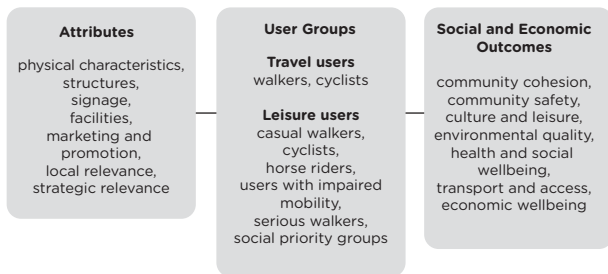 Attributes
physical characteristics,
structures,
signage,
facilities,
marketing and
promotion,
local relevance,
strategic relevance
User Groups
Travel users
walkers, cyclists
Leisure users
casual walkers,
cyclists,
horse riders,
users with impaired
mobility,
serious walkers,
social priority groups
Social and Economic
Outcomes
community cohesion,
community safety,
culture and leisure,
environmental quality,
health and social
wellbeing,
transport and access,
economic wellbeing